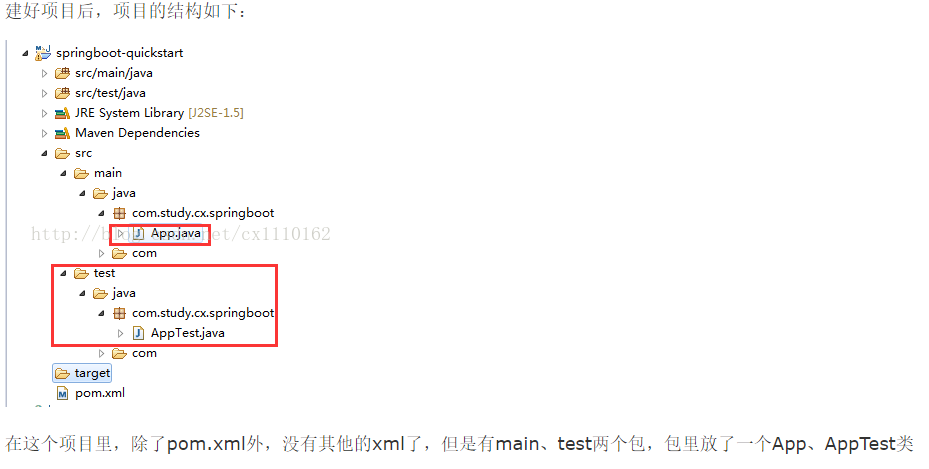 建好项目后，项目的结构如下：
springboot-quickstart
src/main/java
src/test/java
JRE System Library [J2SE-1.5]
Maven Dependencies
src
main
java
com.study.cx.springboot
App.java
com
test
java
com.study.cx.springboot
AppTest.java
com
target
pom.xml
在这个项目里，除了pom.xml外，没有其他的xml了，但是有main、test两个包，包里放了一个App、AppTest类